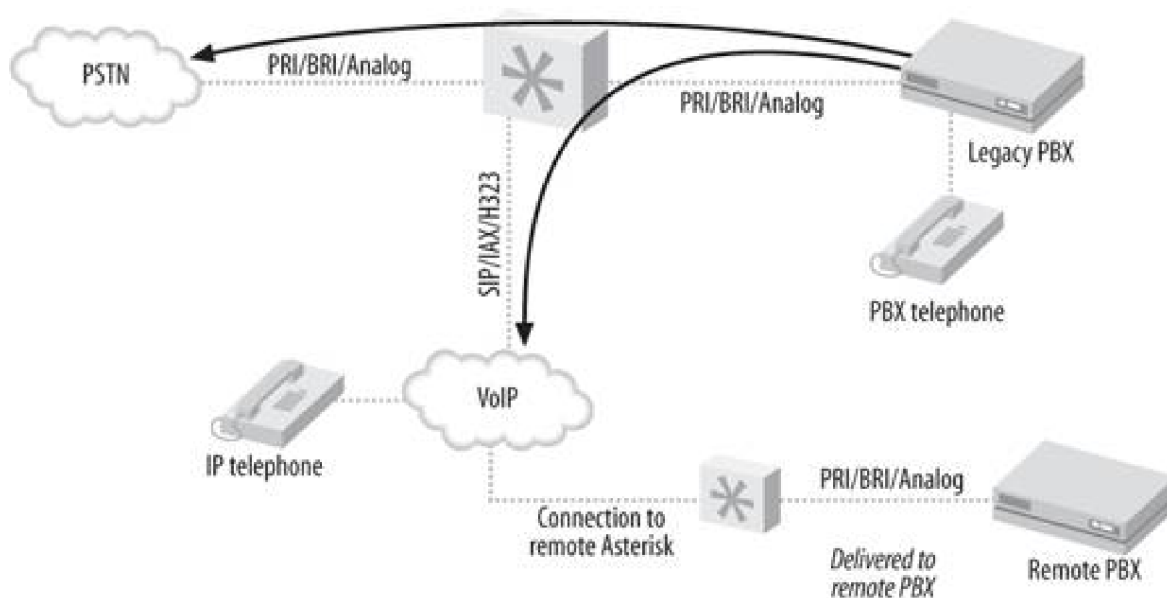 PSTN
PRI/BRI/Analog
PRI/BRI/Analog
Legacy PBX
SIP/IAX/H323
PBX telephone
VoIP
IP telephone
PRI/BRI/Analog
Connection to
remote Asterisk
Delivered to
remote PBX
Remote PBX